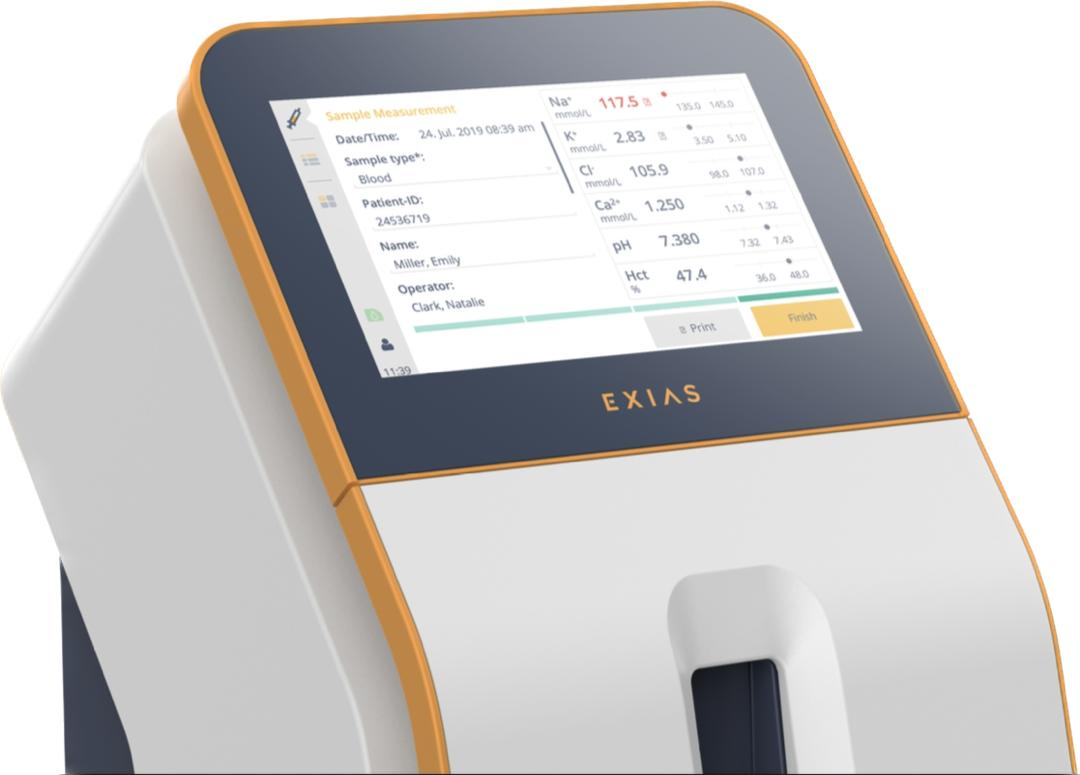 Sample Measurement
Date/Time: 24. Jul. 2019 08:39 am
Sample type*:
Blood
Patient-ID:
24536719
Name:
Miller, Emily
Operator:
Clark, Natalie
11:39
Na⁺ 117.5
mmol/L 135.0 145.0
K⁺ 2.83
mmol/L 3.50 5.10
Cl⁻ 105.9
mmol/L 98.0 107.0
Ca²⁺ 1.250
mmol/L 1.12 1.32
pH 7.380
7.32 7.43
Hct 47.4
% 36.0 48.0
Print
Finish
EXIAS